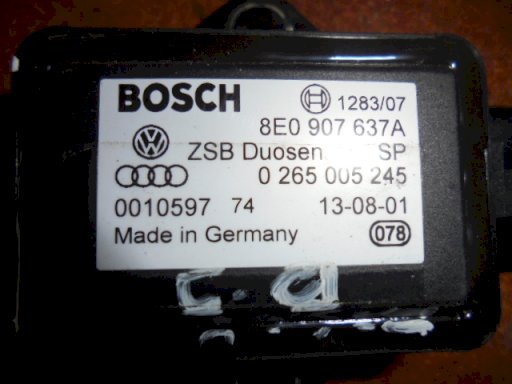 BOSCH 1283/07
8E0 907 637A
ZSB Duosen SP
0 265 005 245
0010597 74 13-08-01
Made in Germany 078